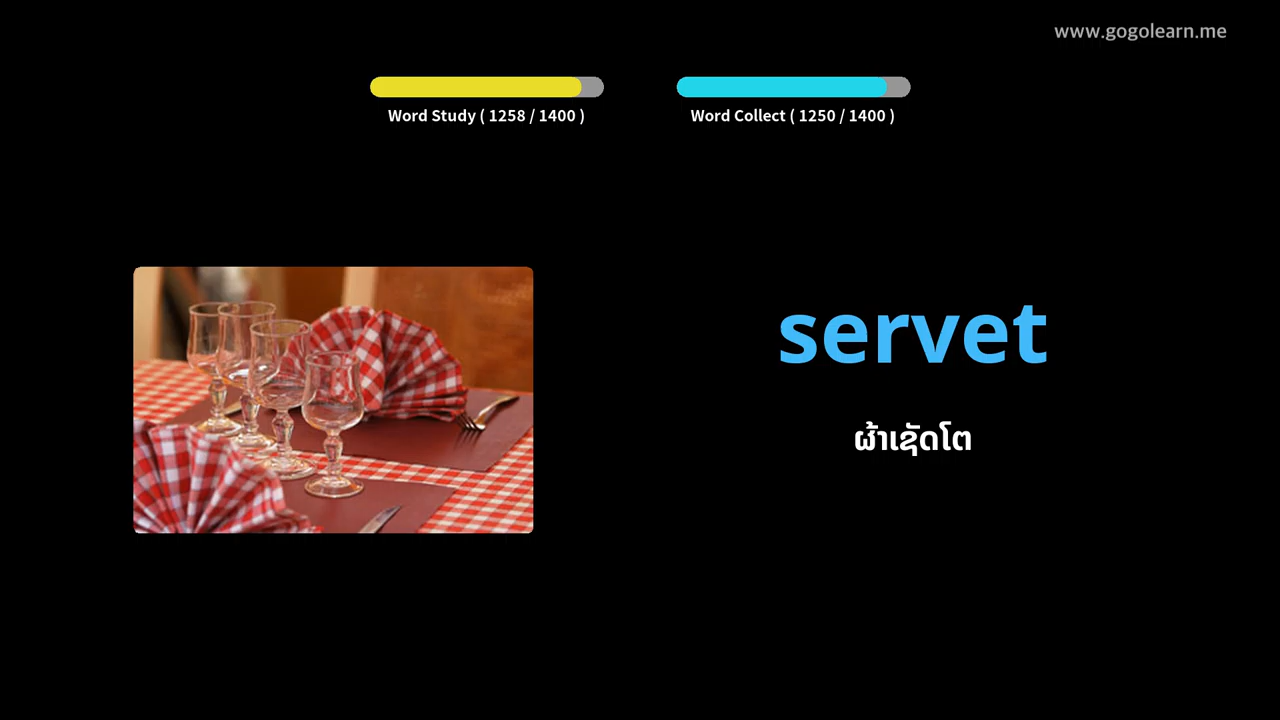 www.gogolearn.me
Word Study ( 1258 / 1400 )
Word Collect ( 1250 / 1400 )
servet
ຜ້າເຊັດໂຕ